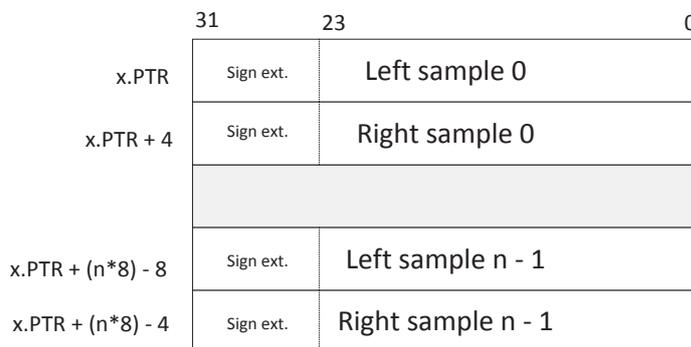 31 23 0
x.PTR Sign ext. Left sample 0
x.PTR + 4 Sign ext. Right sample 0
x.PTR + (n*8) - 8 Sign ext. Left sample n - 1
x.PTR + (n*8) - 4 Sign ext. Right sample n - 1